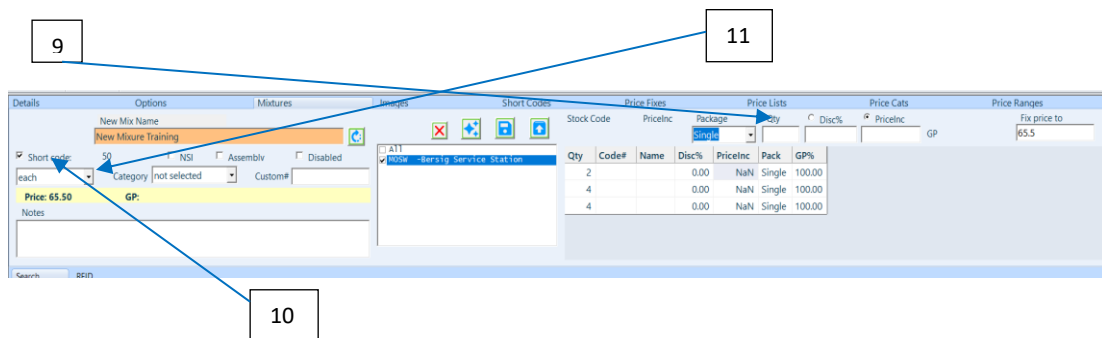 9
11
Details Options Mixtures Images Short Codes Price Fixes Price Lists Price Cats Price Ranges
New Mix Name
New Mixure Training
Short code: 50 NSI Assembly Disabled
each Category not selected Custom#
Price: 65.50 GP:
Notes
All
MOSW -Bersig Service Station
Stock Code PriceInc Package Qty Disc% PriceInc Fix price to
Single GP 65.5
Qty Code# Name Disc% PriceInc Pack GP%
2 0.00 NaN Single 100.00
4 0.00 NaN Single 100.00
4 0.00 NaN Single 100.00
Search RFID
10